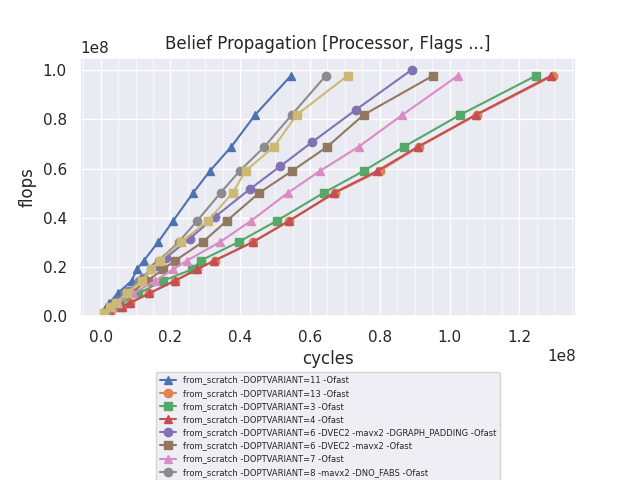 Belief Propagation [Processor, Flags ...]
1e8
1.0
0.8
0.6
0.4
0.2
0.0
flops
0.0 0.2 0.4 0.6 0.8 1.0 1.2
1e8
cycles
from_scratch -DOPTVARIANT=11 -Ofast
from_scratch -DOPTVARIANT=13 -Ofast
from_scratch -DOPTVARIANT=3 -Ofast
from_scratch -DOPTVARIANT=4 -Ofast
from_scratch -DOPTVARIANT=6 -DVEC2 -mavx2 -DGRAPH_PADDING -Ofast
from_scratch -DOPTVARIANT=6 -DVEC2 -mavx2 -Ofast
from_scratch -DOPTVARIANT=7 -Ofast
from_scratch -DOPTVARIANT=8 -mavx2 -DNO_FABS -Ofast